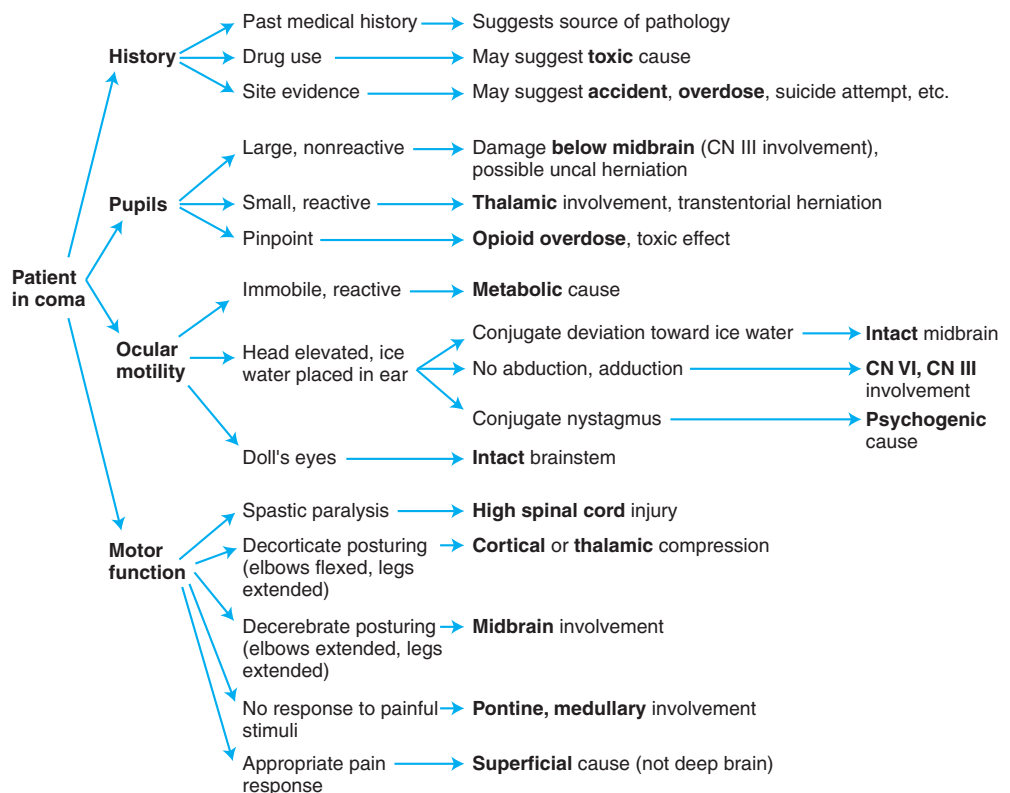 Patient
in coma
History
Past medical history
Suggests source of pathology
Drug use
May suggest toxic cause
Site evidence
May suggest accident, overdose, suicide attempt, etc.
Pupils
Large, nonreactive
Damage below midbrain (CN III involvement),
possible uncal herniation
Small, reactive
Thalamic involvement, transtentorial herniation
Pinpoint
Opioid overdose, toxic effect
Ocular
motility
Immobile, reactive
Metabolic cause
Head elevated, ice
water placed in ear
Conjugate deviation toward ice water
Intact midbrain
No abduction, adduction
CN VI, CN III
involvement
Conjugate nystagmus
Psychogenic
cause
Doll's eyes
Intact brainstem
Motor
function
Spastic paralysis
High spinal cord injury
Decorticate posturing
(elbows flexed, legs
extended)
Cortical or thalamic compression
Decerebrate posturing
(elbows extended, legs
extended)
Midbrain involvement
No response to painful
stimuli
Pontine, medullary involvement
Appropriate pain
response
Superficial cause (not deep brain)